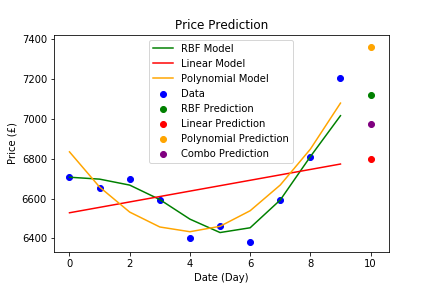 Price Prediction
7400
7200
7000
6800
6600
6400
Price (£)
RBF Model
Linear Model
Polynomial Model
Data
RBF Prediction
Linear Prediction
Polynomial Prediction
Combo Prediction
0 2 4 6 8 10
Date (Day)